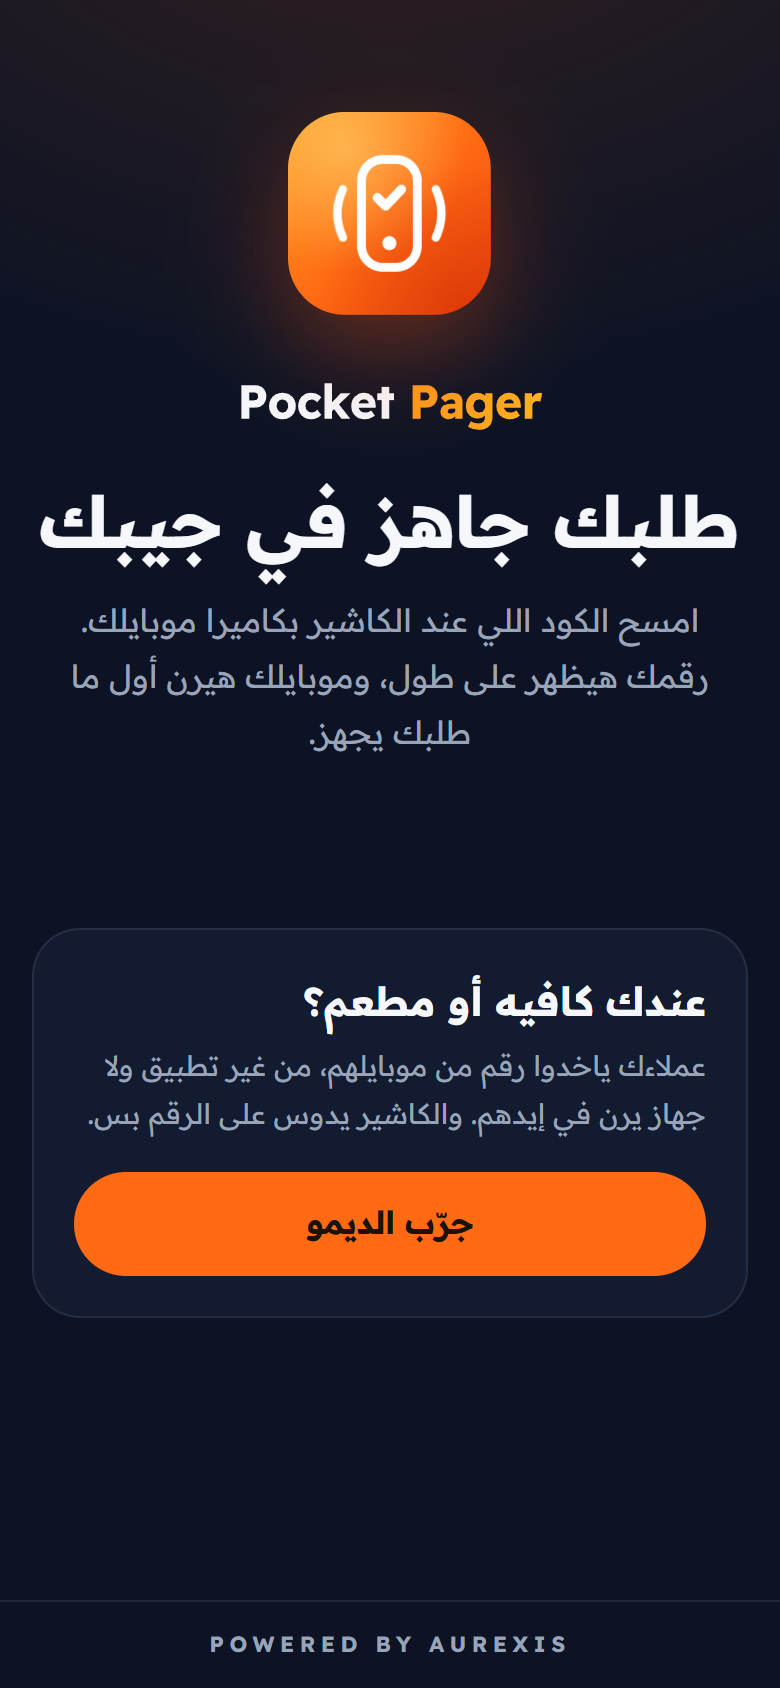 Pocket Pager
طلبك جاهز في جيبك
امسح الكود اللي عند الكاشير بكاميرا موبايلك.
رقمك هيظهر على طول، وموبايلك هيرن أول ما
طلبك يجهز.
عندك كافيه أو مطعم؟
عملاءك ياخدوا رقم من موبايلهم، من غير تطبيق ولا
جهاز يرن في إيدهم. والكاشير يدوس على الرقم بس.
جرّب الديمو
POWERED BY AUREXIS